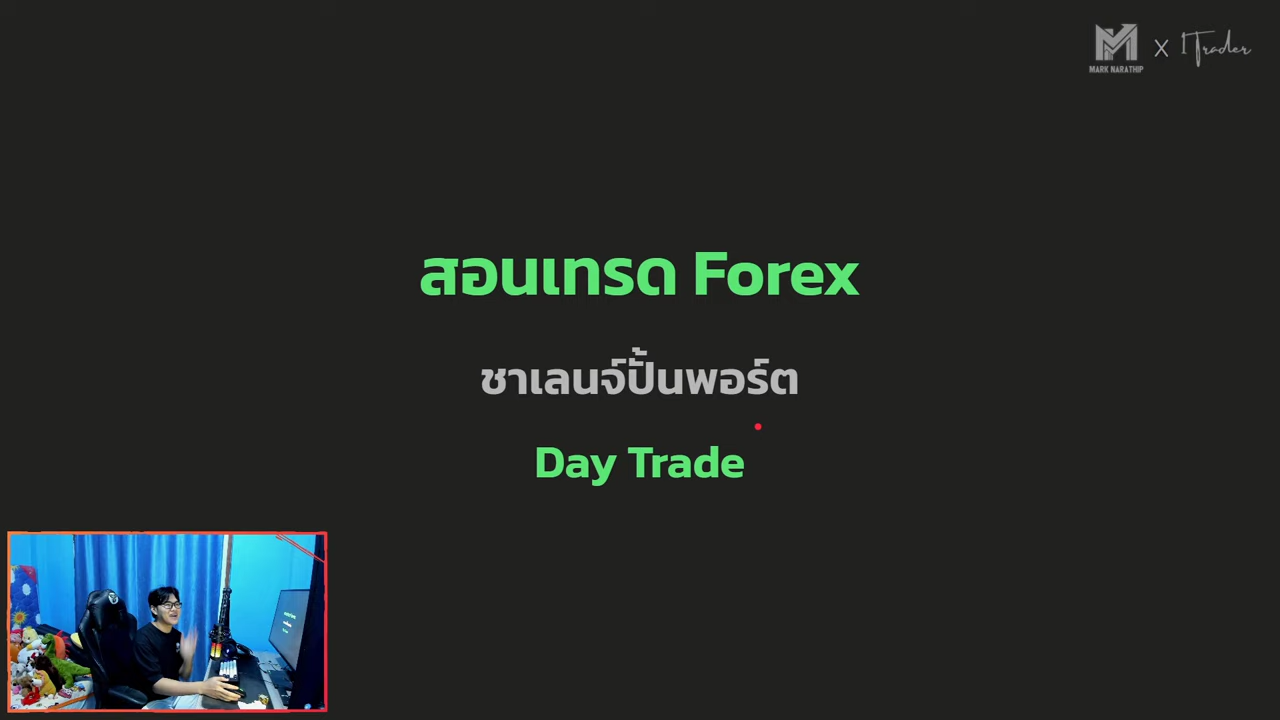 MARK NARATHIP
X
1Trader
สอนเทรด Forex
ชาเลนจ์ปั้นพอร์ต
Day Trade